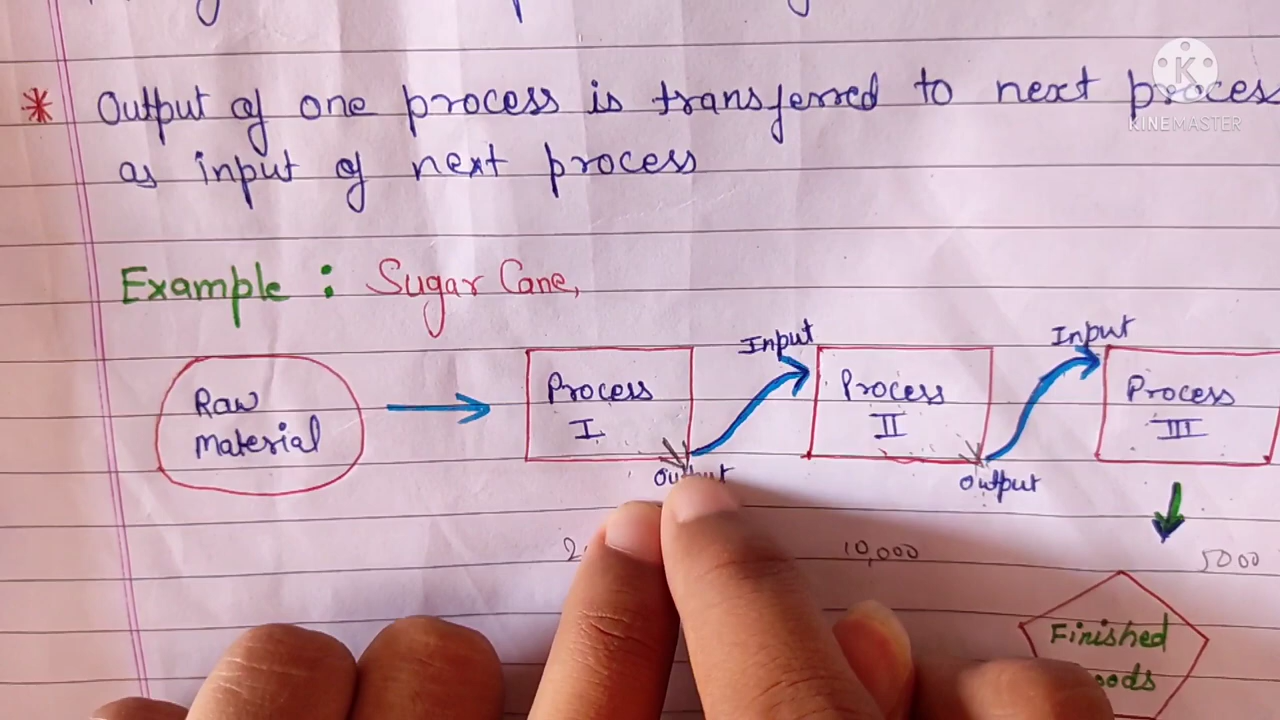 * Output of one process is transferred to next process
as input of next process
Example : Sugar Cane,
Input
Input
Raw
Material
Process
I
Process
II
Process
III
Output
Output
10,000
5000
Finished
KINEMASTER